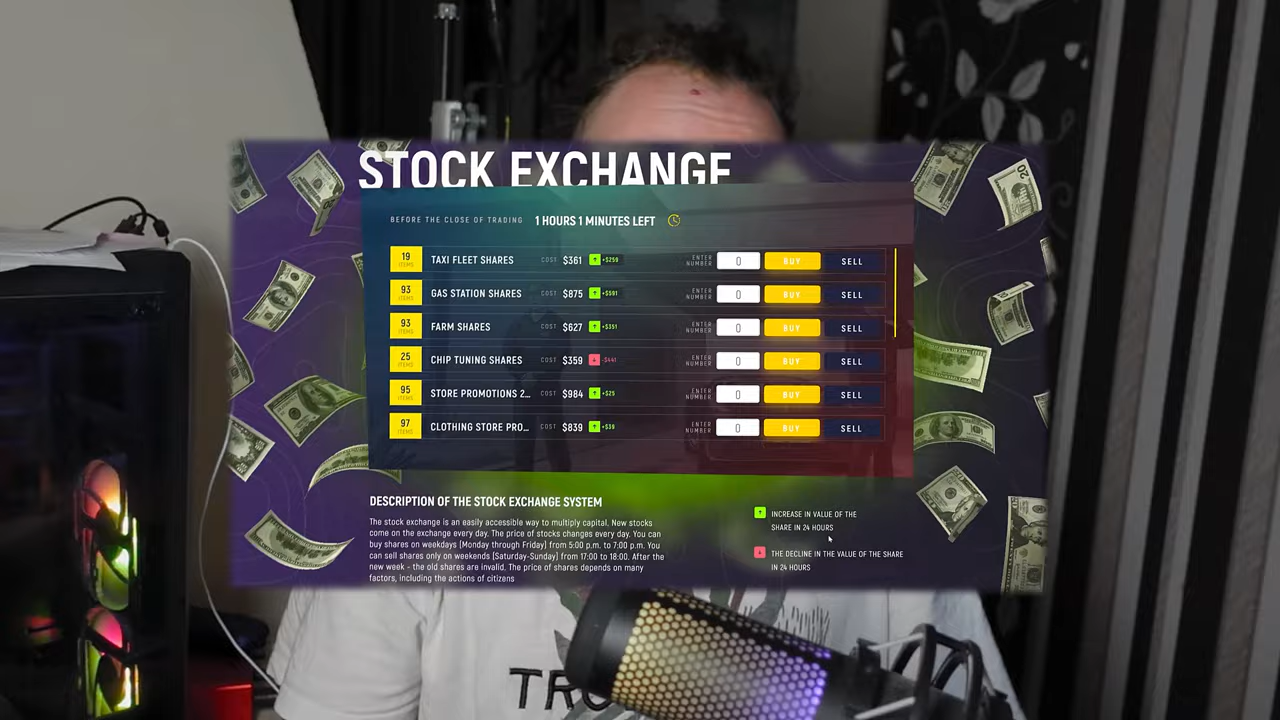 STOCK EXCHANGE
BEFORE THE CLOSE OF TRADING 1 HOURS 1 MINUTES LEFT
19 ITEMS TAXI FLEET SHARES COST $361 +$259 ENTER NUMBER 0 BUY SELL
93 ITEMS GAS STATION SHARES COST $875 +$591 ENTER NUMBER 0 BUY SELL
93 ITEMS FARM SHARES COST $627 +$351 ENTER NUMBER 0 BUY SELL
25 ITEMS CHIP TUNING SHARES COST $359 -$441 ENTER NUMBER 0 BUY SELL
95 ITEMS STORE PROMOTIONS 2... COST $984 +$25 ENTER NUMBER 0 BUY SELL
97 ITEMS CLOTHING STORE PRO... COST $839 +$39 ENTER NUMBER 0 BUY SELL
DESCRIPTION OF THE STOCK EXCHANGE SYSTEM
The stock exchange is an easily accessible way to multiply capital. New stocks
come on the exchange every day. The price of stocks changes every day. You can
buy shares on weekdays (Monday through Friday) from 5:00 p.m. to 7:00 p.m. You
can sell shares only on weekends (Saturday-Sunday) from 17:00 to 18:00. After the
new week - the old shares are invalid. The price of shares depends on many
factors, including the actions of citizens
INCREASE IN VALUE OF THE
SHARE IN 24 HOURS
THE DECLINE IN THE VALUE OF THE SHARE
IN 24 HOURS